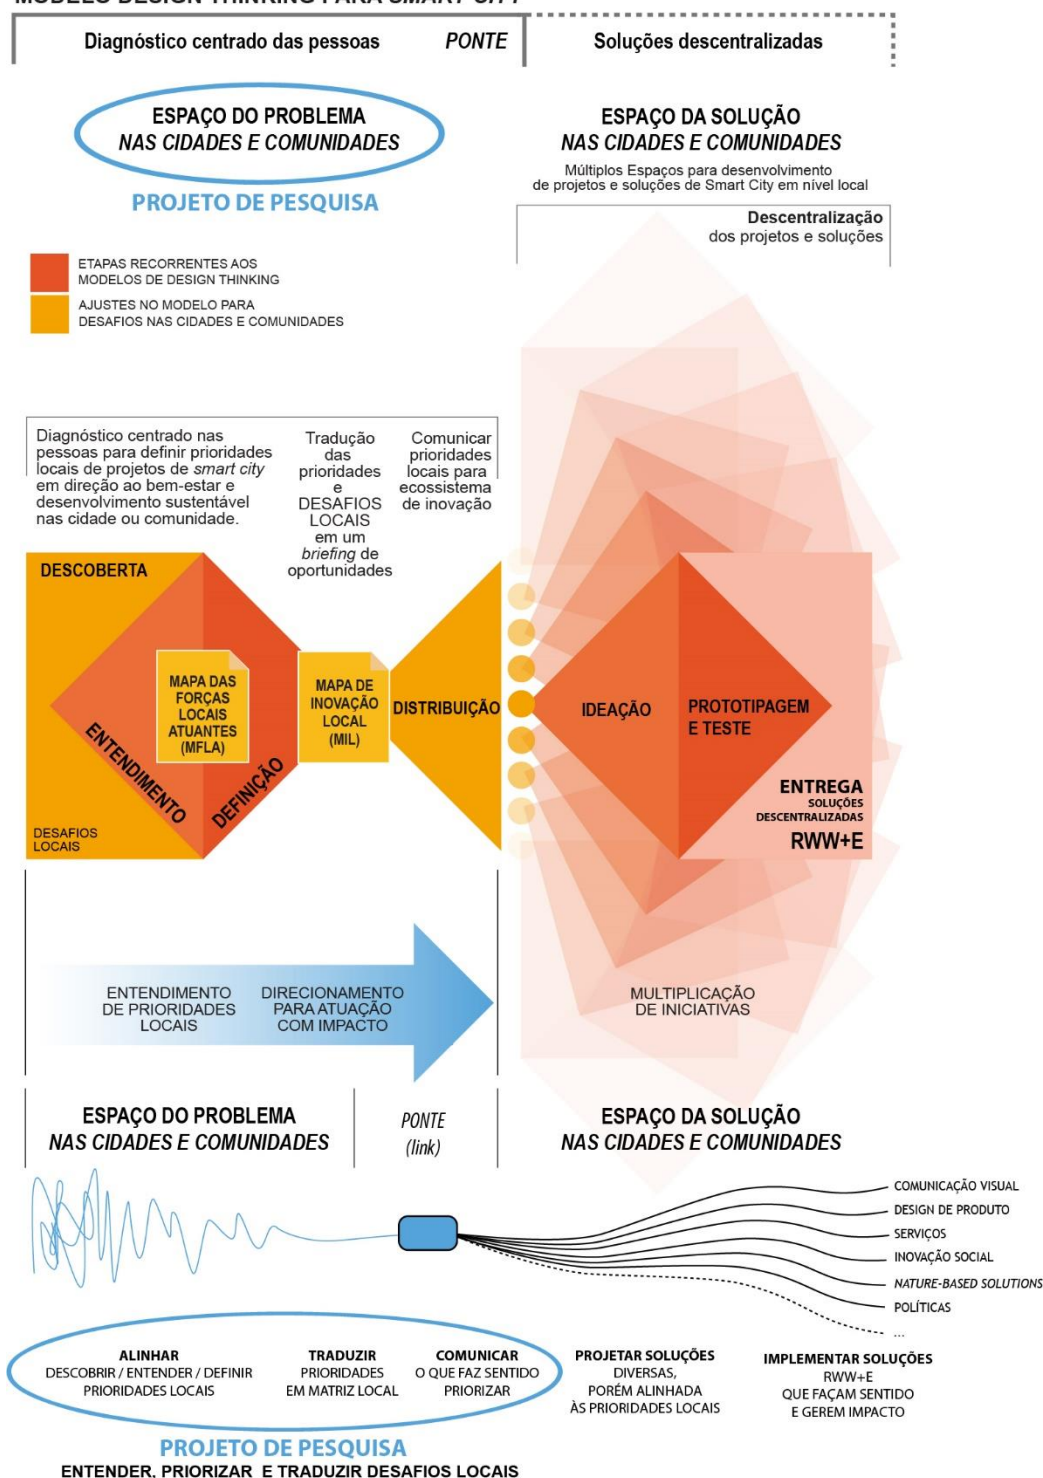 MODELO DESIGN THINKING PARA SMART CITY
Diagnóstico centrado das pessoas
PONTE
Soluções descentralizadas
ESPAÇO DO PROBLEMA
NAS CIDADES E COMUNIDADES
PROJETO DE PESQUISA
ESPAÇO DA SOLUÇÃO
NAS CIDADES E COMUNIDADES
Múltiplos Espaços para desenvolvimento
de projetos e soluções de Smart City em nível local
Descentralização
dos projetos e soluções
ETAPAS RECORRENTES AOS
MODELOS DE DESIGN THINKING
AJUSTES NO MODELO PARA
DESAFIOS NAS CIDADES E COMUNIDADES
Diagnóstico centrado nas
pessoas para definir prioridades
locais de projetos de smart city
em direção ao bem-estar e
desenvolvimento sustentável
nas cidade ou comunidade.
Tradução
das
prioridades
e
DESAFIOS
LOCAIS
em um
briefing de
oportunidades
Comunicar
prioridades
locais para
ecossistema
de inovação
DESCOBERTA
ENTENDIMENTO
MAPA DAS
FORÇAS
LOCAIS
ATUANTES
(MFLA)
DEFINIÇÃO
DESAFIOS
LOCAIS
MAPA DE
INOVAÇÃO
LOCAL
(MIL)
DISTRIBUIÇÃO
IDEAÇÃO
PROTOTIPAGEM
E TESTE
ENTREGA
SOLUÇÕES
DESCENTRALIZADAS
RWW+E
ENTENDIMENTO
DE PRIORIDADES
LOCAIS
DIRECIONAMENTO
PARA ATUAÇÃO
COM IMPACTO
MULTIPLICAÇÃO
DE INICIATIVAS
ESPAÇO DO PROBLEMA
NAS CIDADES E COMUNIDADES
PONTE
(link)
ESPAÇO DA SOLUÇÃO
NAS CIDADES E COMUNIDADES
COMUNICAÇÃO VISUAL
DESIGN DE PRODUTO
SERVIÇOS
INOVAÇÃO SOCIAL
NATURE-BASED SOLUTIONS
POLÍTICAS
...
ALINHAR
DESCOBRIR / ENTENDER / DEFINIR
PRIORIDADES LOCAIS
TRADUZIR
PRIORIDADES
EM MATRIZ LOCAL
COMUNICAR
O QUE FAZ SENTIDO
PRIORIZAR
PROJETAR SOLUÇÕES
DIVERSAS,
PORÉM ALINHADA
ÀS PRIORIDADES LOCAIS
IMPLEMENTAR SOLUÇÕES
RWW+E
QUE FAÇAM SENTIDO
E GEREM IMPACTO
PROJETO DE PESQUISA
ENTENDER, PRIORIZAR E TRADUZIR DESAFIOS LOCAIS